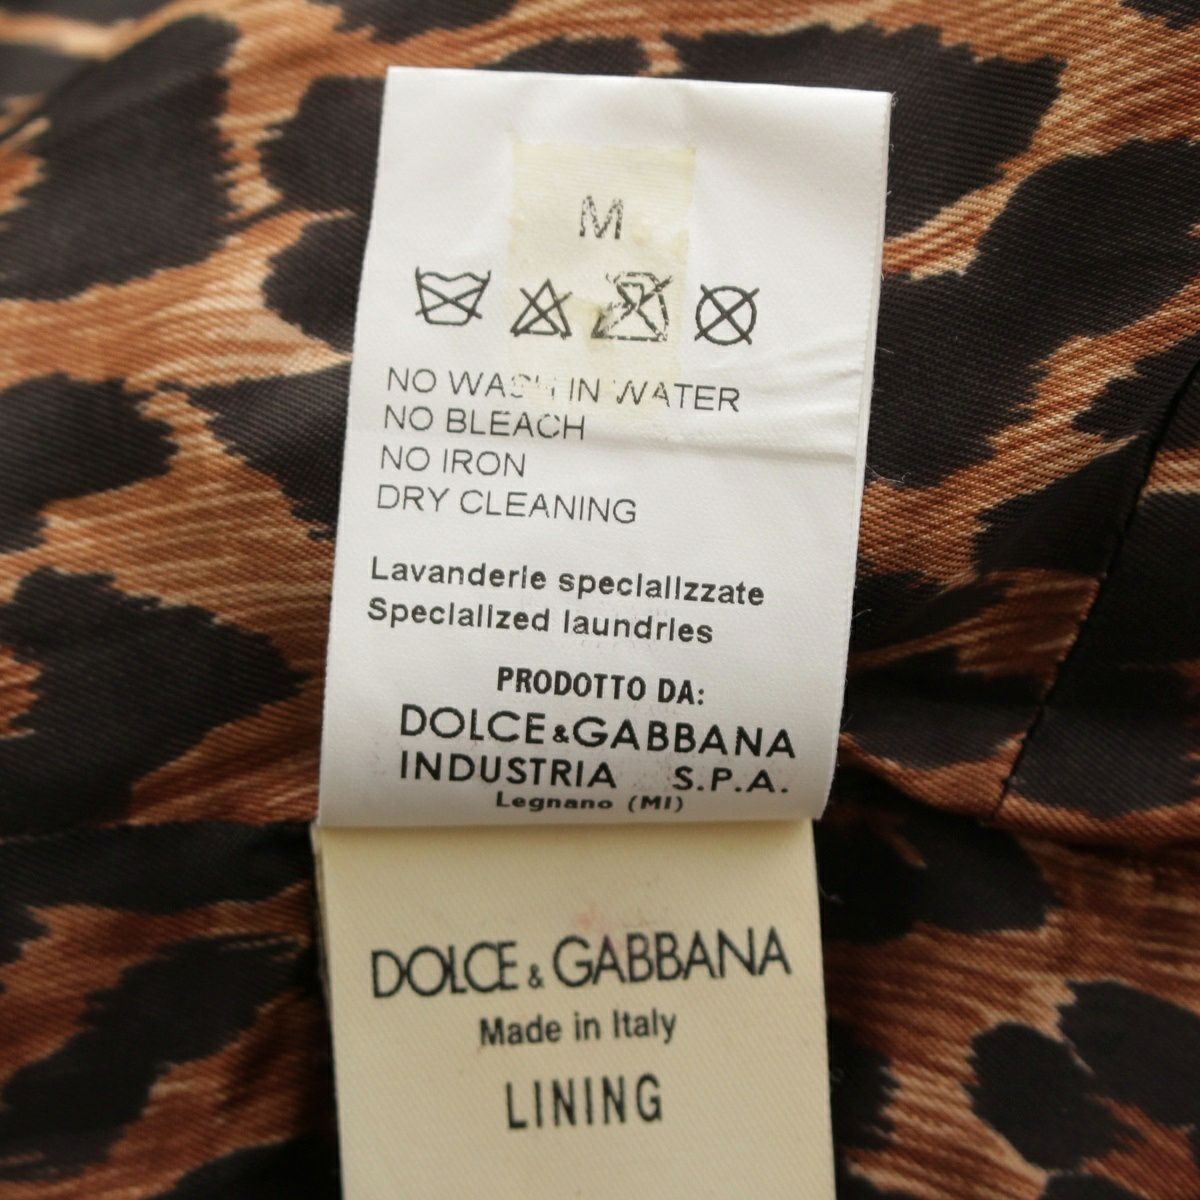 M
NO WASH IN WATER
NO BLEACH
NO IRON
DRY CLEANING
Lavanderie specializzate
Specialized laundries
PRODOTTO DA:
DOLCE&GABBANA
INDUSTRIA S.P.A.
Legnano (MI)
DOLCE & GABBANA
Made in Italy
LINING